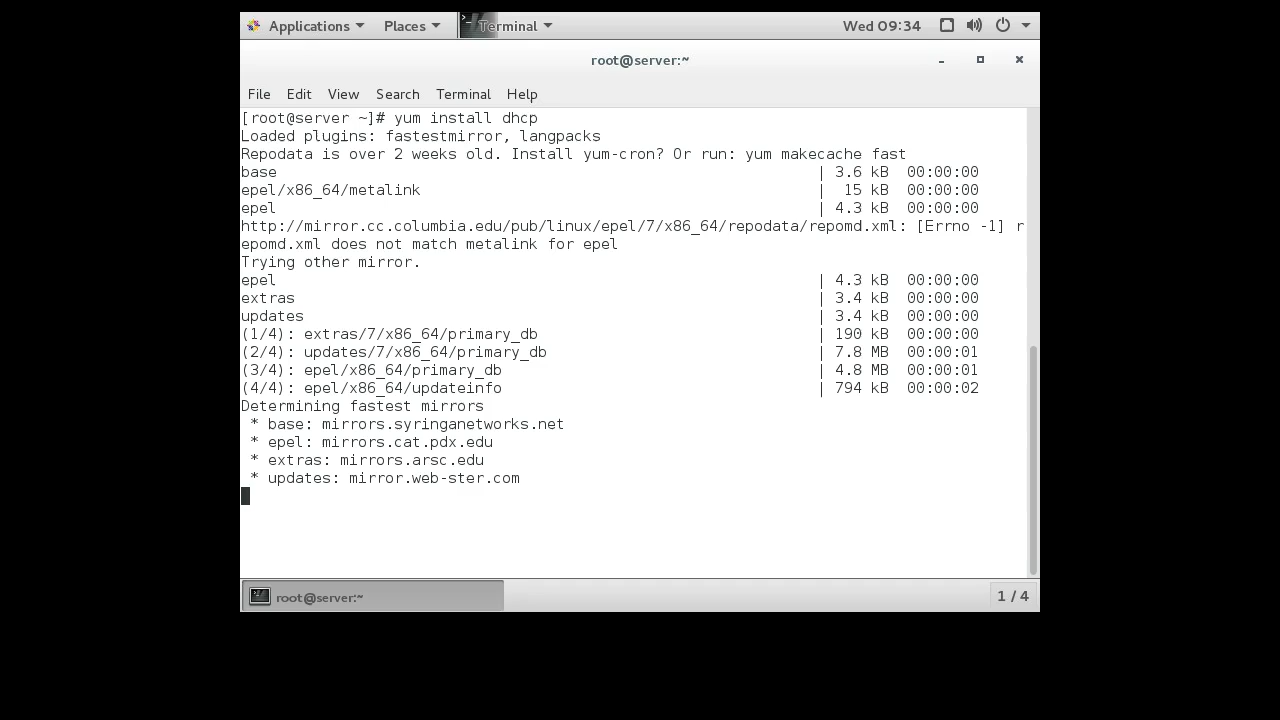 Applications Places Terminal Wed 09:34
root@server:~
File Edit View Search Terminal Help
[root@server ~]# yum install dhcp
Loaded plugins: fastestmirror, langpacks
Repodata is over 2 weeks old. Install yum-cron? Or run: yum makecache fast
base | 3.6 kB 00:00:00
epel/x86_64/metalink | 15 kB 00:00:00
epel | 4.3 kB 00:00:00
http://mirror.cc.columbia.edu/pub/linux/epel/7/x86_64/repodata/repomd.xml: [Errno -1] r
epomd.xml does not match metalink for epel
Trying other mirror.
epel | 4.3 kB 00:00:00
extras | 3.4 kB 00:00:00
updates | 3.4 kB 00:00:00
(1/4): extras/7/x86_64/primary_db | 190 kB 00:00:00
(2/4): updates/7/x86_64/primary_db | 7.8 MB 00:00:01
(3/4): epel/x86_64/primary_db | 4.8 MB 00:00:01
(4/4): epel/x86_64/updateinfo | 794 kB 00:00:02
Determining fastest mirrors
* base: mirrors.syringanetworks.net
* epel: mirrors.cat.pdx.edu
* extras: mirrors.arsc.edu
* updates: mirror.web-ster.com
root@server:~ 1 / 4